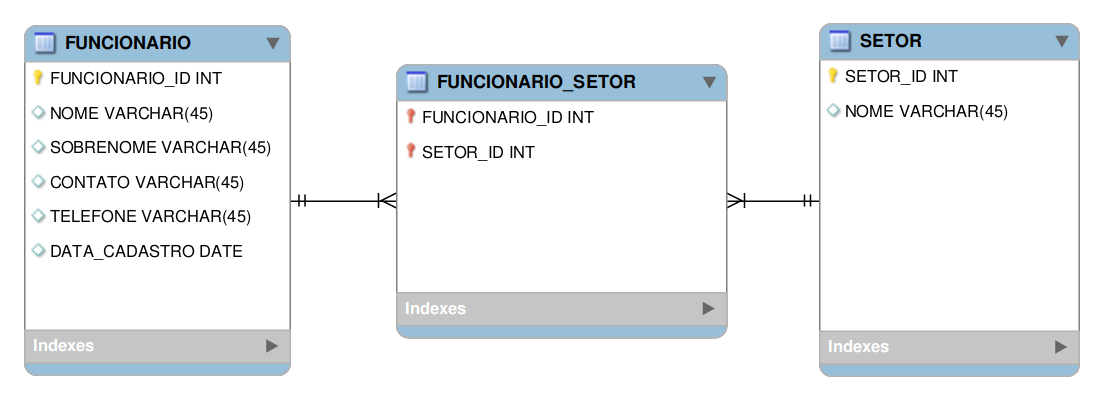 FUNCIONARIO
FUNCIONARIO_ID INT
NOME VARCHAR(45)
SOBRENOME VARCHAR(45)
CONTATO VARCHAR(45)
TELEFONE VARCHAR(45)
DATA_CADASTRO DATE
Indexes
FUNCIONARIO_SETOR
FUNCIONARIO_ID INT
SETOR_ID INT
Indexes
SETOR
SETOR_ID INT
NOME VARCHAR(45)
Indexes